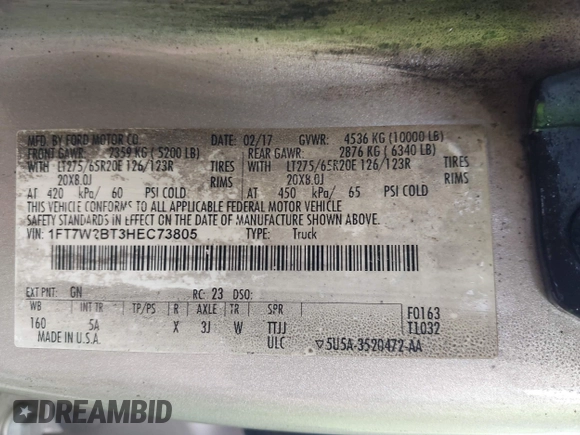 MFD. BY FORD MOTOR CO.
DATE: 02/17 GVWR: 4536 KG (10000 LB)
FRONT GAWR: 2359 KG ( 5200 LB) REAR GAWR: 2876 KG ( 6340 LB)
WITH LT275/65R20E 126/123R TIRES WITH LT275/65R20E 126/123R TIRES
20X8.0J RIMS 20X8.0J RIMS
AT 420 kPa/ 60 PSI COLD AT 450 kPa/ 65 PSI COLD
THIS VEHICLE CONFORMS TO ALL APPLICABLE FEDERAL MOTOR VEHICLE
SAFETY STANDARDS IN EFFECT ON THE DATE OF MANUFACTURE SHOWN ABOVE.
VIN: 1FT7W2BT3HEC73805 TYPE: Truck
EXT PNT: GN RC: 23 DSO:
WB INT TR TP/PS R AXLE TR SPR
160 5A X 3J W TTJJ
F0163
T1032
MADE IN U.S.A. ULC ▽5U5A-3520472-AA
DREAMBID